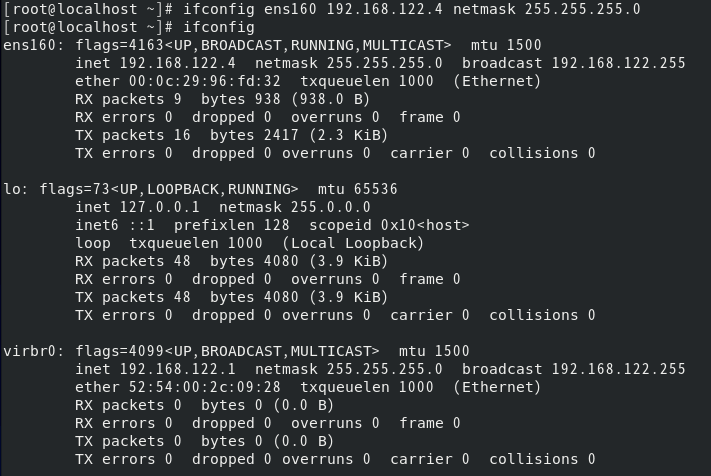 [root@localhost ~]# ifconfig ens160 192.168.122.4 netmask 255.255.255.0
[root@localhost ~]# ifconfig
ens160: flags=4163<UP,BROADCAST,RUNNING,MULTICAST>  mtu 1500
        inet 192.168.122.4  netmask 255.255.255.0  broadcast 192.168.122.255
        ether 00:0c:29:96:fd:32  txqueuelen 1000  (Ethernet)
        RX packets 9  bytes 938 (938.0 B)
        RX errors 0  dropped 0  overruns 0  frame 0
        TX packets 16  bytes 2417 (2.3 KiB)
        TX errors 0  dropped 0 overruns 0  carrier 0  collisions 0

lo: flags=73<UP,LOOPBACK,RUNNING>  mtu 65536
        inet 127.0.0.1  netmask 255.0.0.0
        inet6 ::1  prefixlen 128  scopeid 0x10<host>
        loop  txqueuelen 1000  (Local Loopback)
        RX packets 48  bytes 4080 (3.9 KiB)
        RX errors 0  dropped 0  overruns 0  frame 0
        TX packets 48  bytes 4080 (3.9 KiB)
        TX errors 0  dropped 0 overruns 0  carrier 0  collisions 0

virbr0: flags=4099<UP,BROADCAST,MULTICAST>  mtu 1500
        inet 192.168.122.1  netmask 255.255.255.0  broadcast 192.168.122.255
        ether 52:54:00:2c:09:28  txqueuelen 1000  (Ethernet)
        RX packets 0  bytes 0 (0.0 B)
        RX errors 0  dropped 0  overruns 0  frame 0
        TX packets 0  bytes 0 (0.0 B)
        TX errors 0  dropped 0 overruns 0  carrier 0  collisions 0